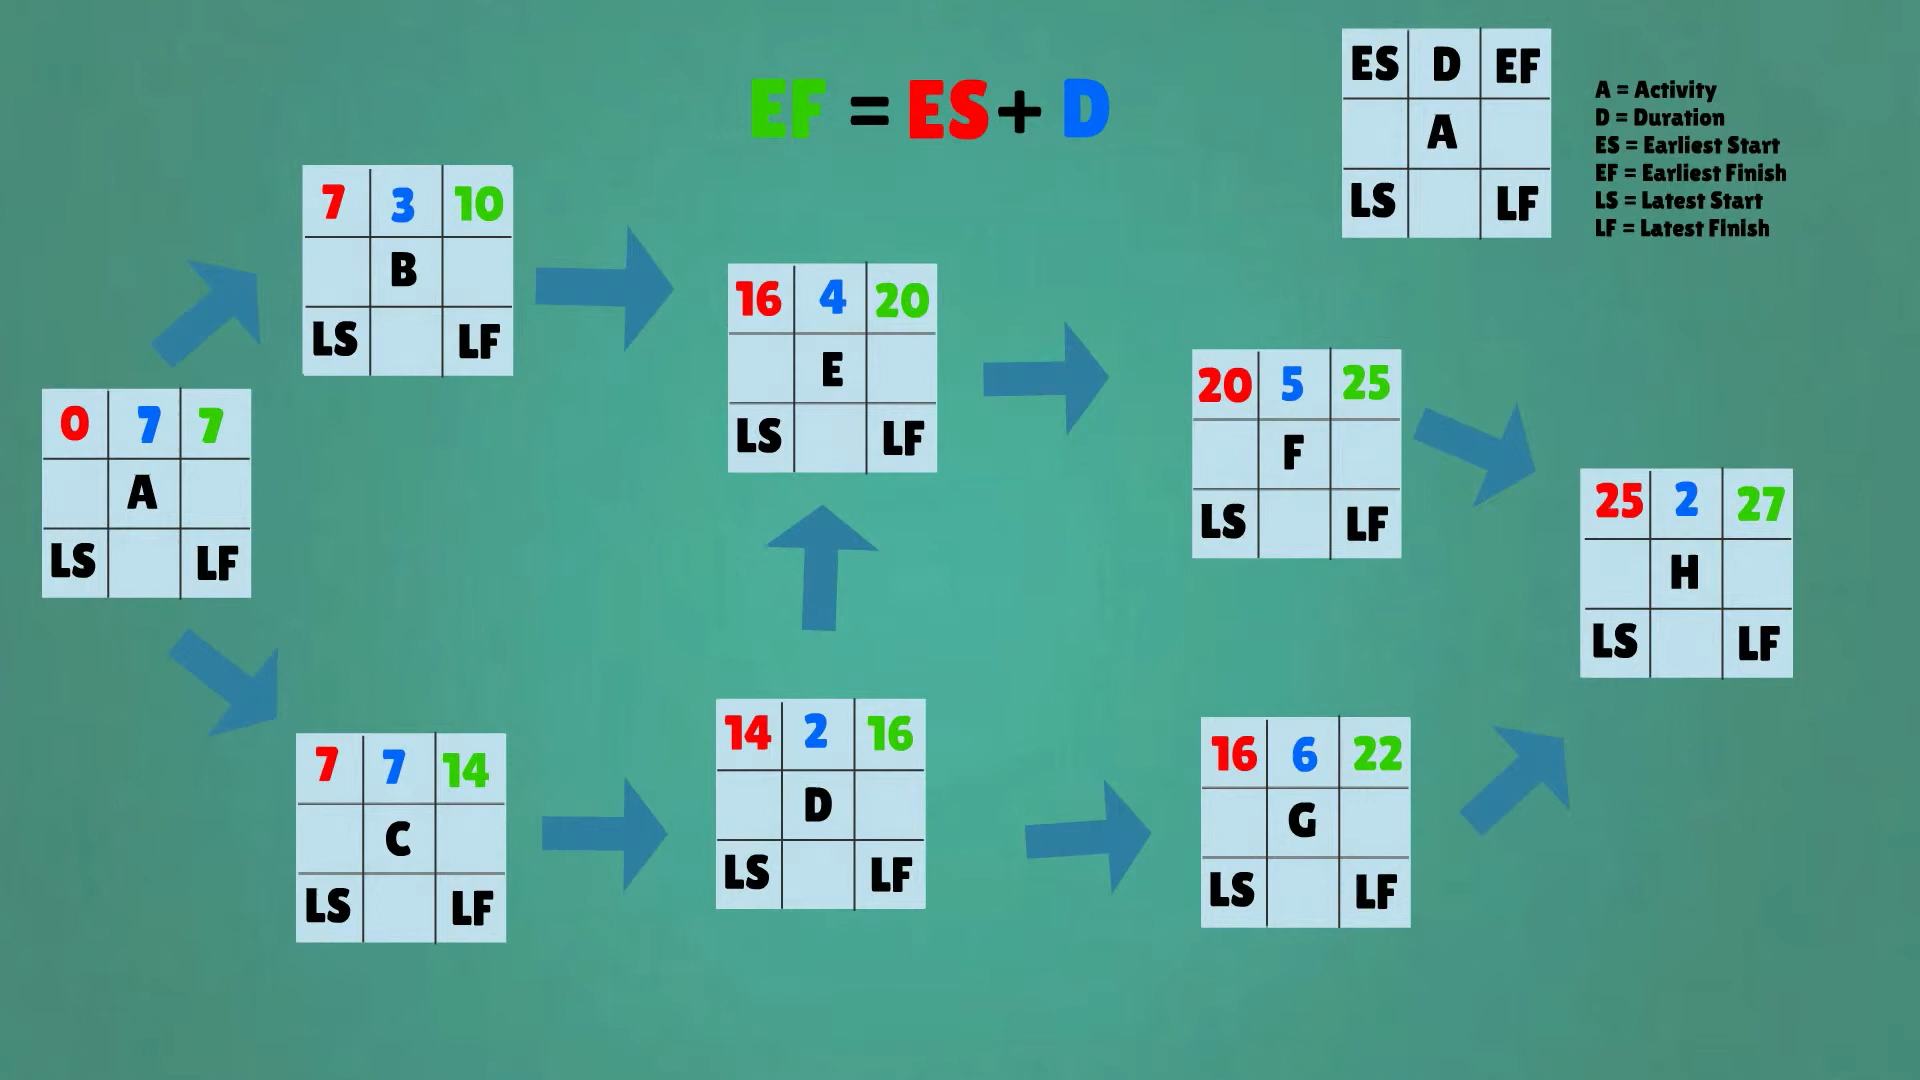 EF = ES + D
ES D EF
A
LS LF
A = Activity
D = Duration
ES = Earliest Start
EF = Earliest Finish
LS = Latest Start
LF = Latest Finish
0 7 7
A
LS LF
7 3 10
B
LS LF
7 7 14
C
LS LF
16 4 20
E
LS LF
14 2 16
D
LS LF
20 5 25
F
LS LF
16 6 22
G
LS LF
25 2 27
H
LS LF